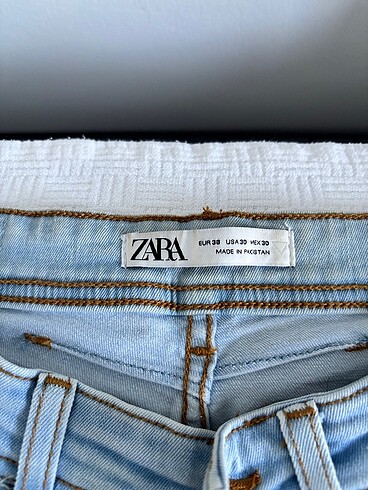 ZARA
EUR 38 USA 30 MEX 30
MADE IN PAKISTAN